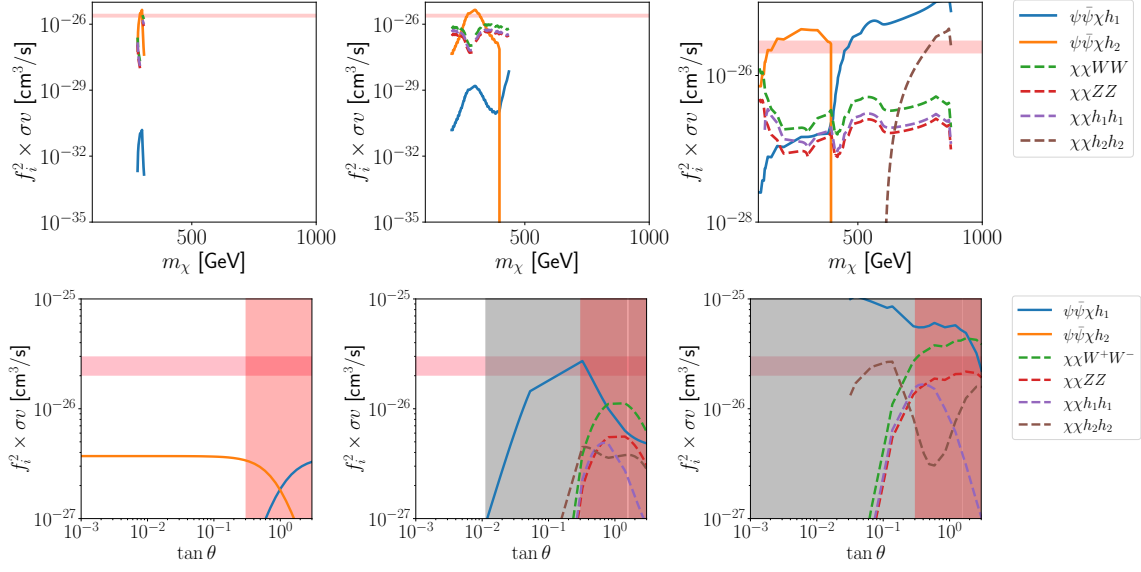 f_i^2 × σv [cm^3/s]
10^{-26}
10^{-29}
10^{-32}
10^{-35}
500
1000
m_χ [GeV]
f_i^2 × σv [cm^3/s]
10^{-26}
10^{-29}
10^{-32}
10^{-35}
500
1000
m_χ [GeV]
f_i^2 × σv [cm^3/s]
10^{-26}
10^{-28}
500
1000
m_χ [GeV]
ψψ̄χh_1
ψψ̄χh_2
χχWW
χχZZ
χχh_1h_1
χχh_2h_2
f_i^2 × σv [cm^3/s]
10^{-25}
10^{-26}
10^{-27}
10^{-3}
10^{-2}
10^{-1}
10^0
tan θ
f_i^2 × σv [cm^3/s]
10^{-25}
10^{-26}
10^{-27}
10^{-3}
10^{-2}
10^{-1}
10^0
tan θ
f_i^2 × σv [cm^3/s]
10^{-25}
10^{-26}
10^{-27}
10^{-3}
10^{-2}
10^{-1}
10^0
tan θ
ψψ̄χh_1
ψψ̄χh_2
χχW^+W^-
χχZZ
χχh_1h_1
χχh_2h_2